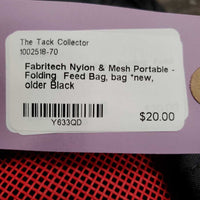 The Tack Collector
1002518-70
Fabritech Nylon & Mesh Portable -
Folding Feed Bag, bag *new,
older Black
Y633QD
$20.00